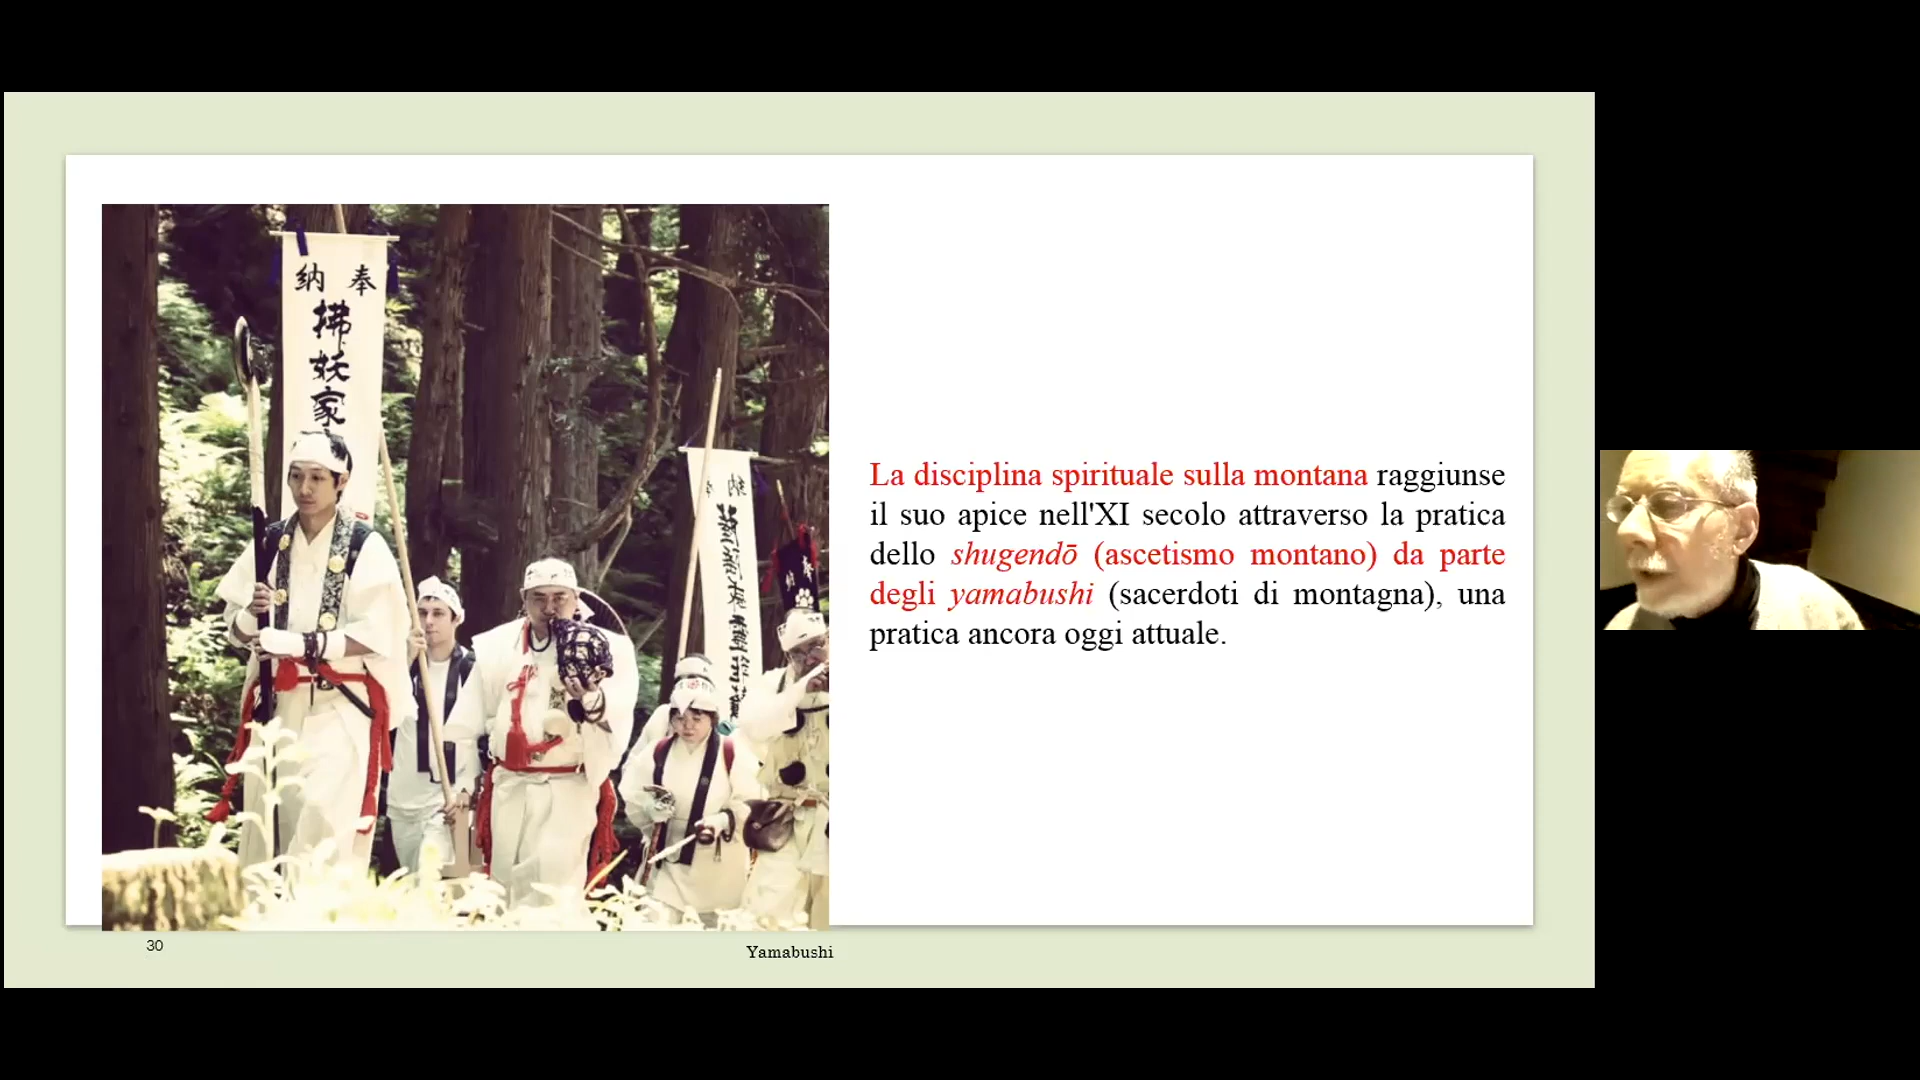 納 奉
拂
妖
家
La disciplina spirituale sulla montana raggiunse
il suo apice nell'XI secolo attraverso la pratica
dello shugendō (ascetismo montano) da parte
degli yamabushi (sacerdoti di montagna), una
pratica ancora oggi attuale.
30
Yamabushi